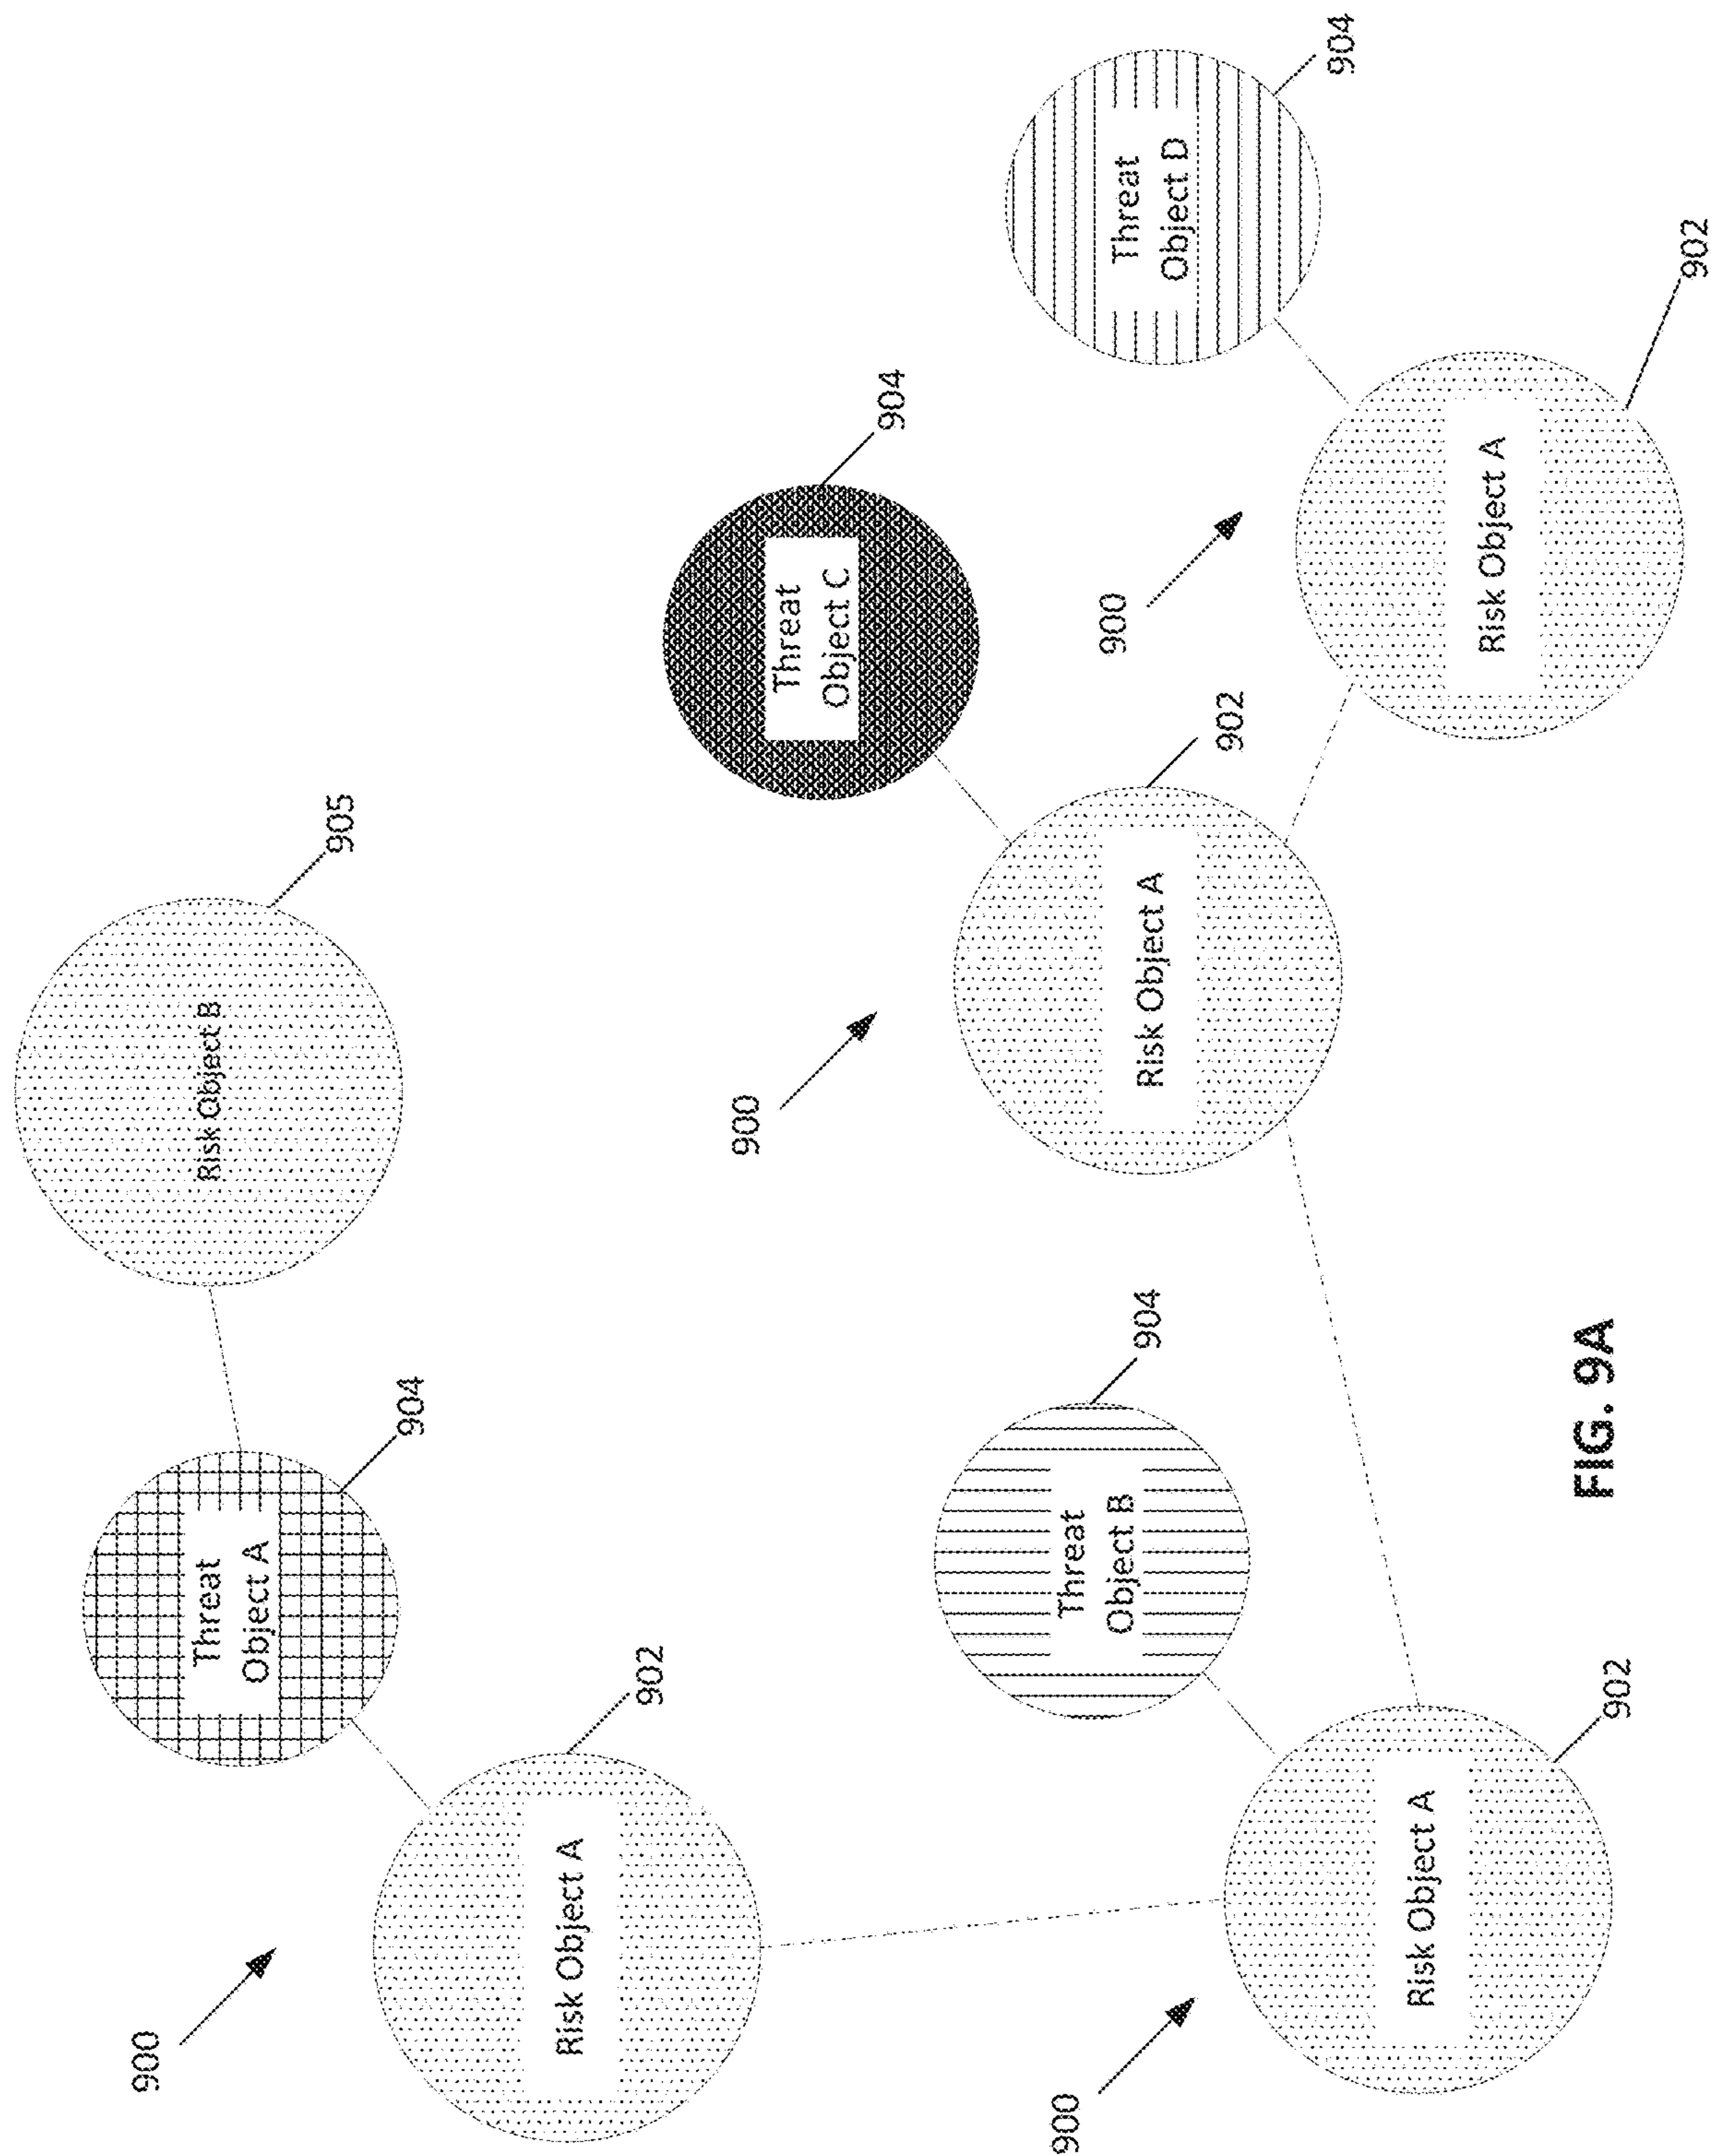 900
Threat
Object A
Risk Object B
905
904
Risk Object A
902
900
Threat
Object C
904
900
Threat
Object B
904
900
Threat
Object D
904
Risk Object A
902
Risk Object A
902
Risk Object A
902
FIG. 9A